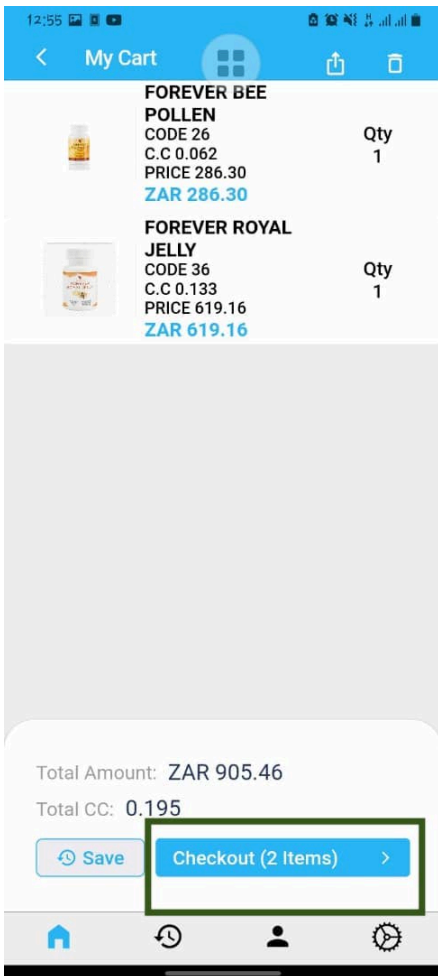 12:55
My Cart
FOREVER BEE
POLLEN
CODE 26
C.C 0.062
PRICE 286.30
ZAR 286.30
Qty
1
FOREVER ROYAL
JELLY
CODE 36
C.C 0.133
PRICE 619.16
ZAR 619.16
Qty
1
Total Amount: ZAR 905.46
Total CC: 0.195
Save
Checkout (2 Items)